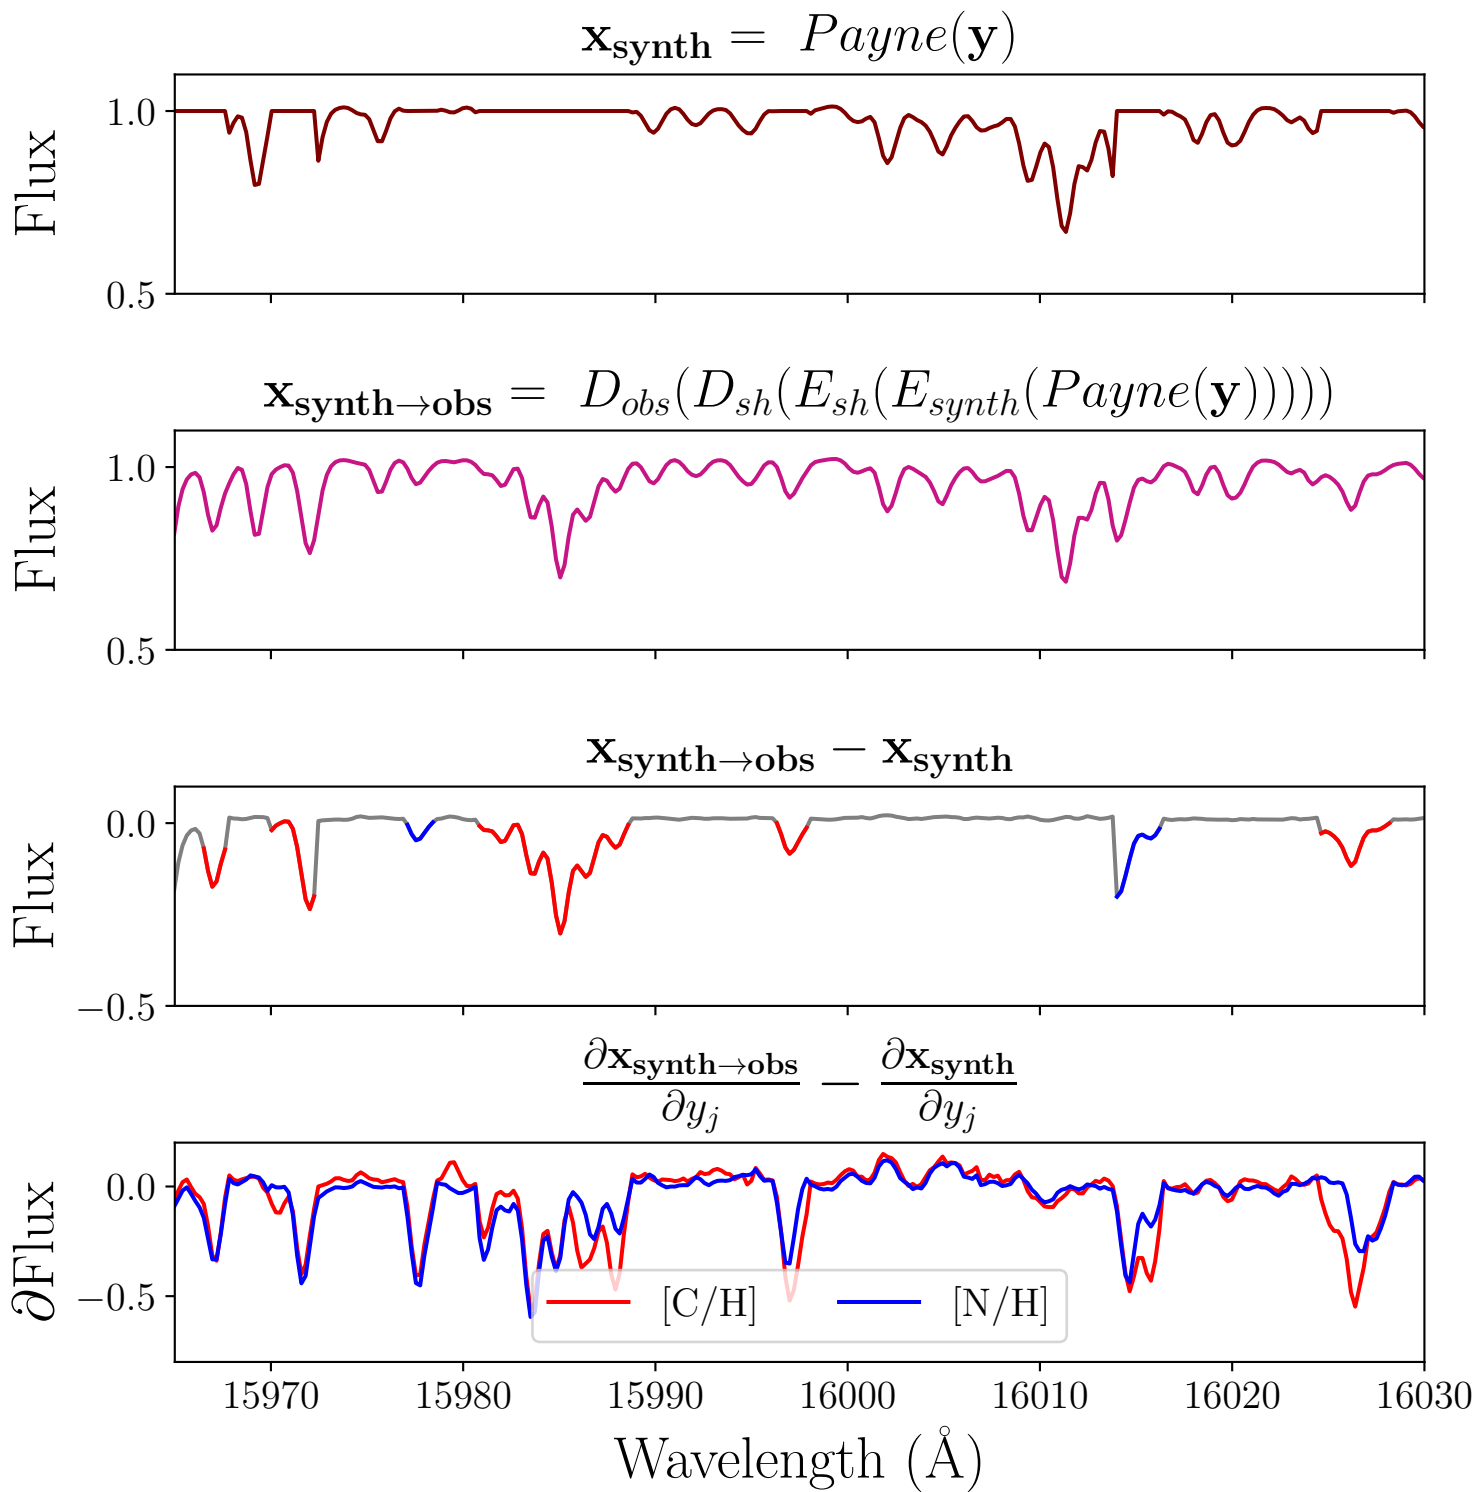 x_synth = Payne(y)
1.0
0.5
Flux
x_synth→obs = D_obs(D_sh(E_sh(E_synth(Payne(y)))))
1.0
0.5
Flux
x_synth→obs − x_synth
0.0
−0.5
Flux
∂x_synth→obs/∂y_j − ∂x_synth/∂y_j
0.0
−0.5
∂Flux
[C/H] [N/H]
15970 15980 15990 16000 16010 16020 16030
Wavelength (Å)